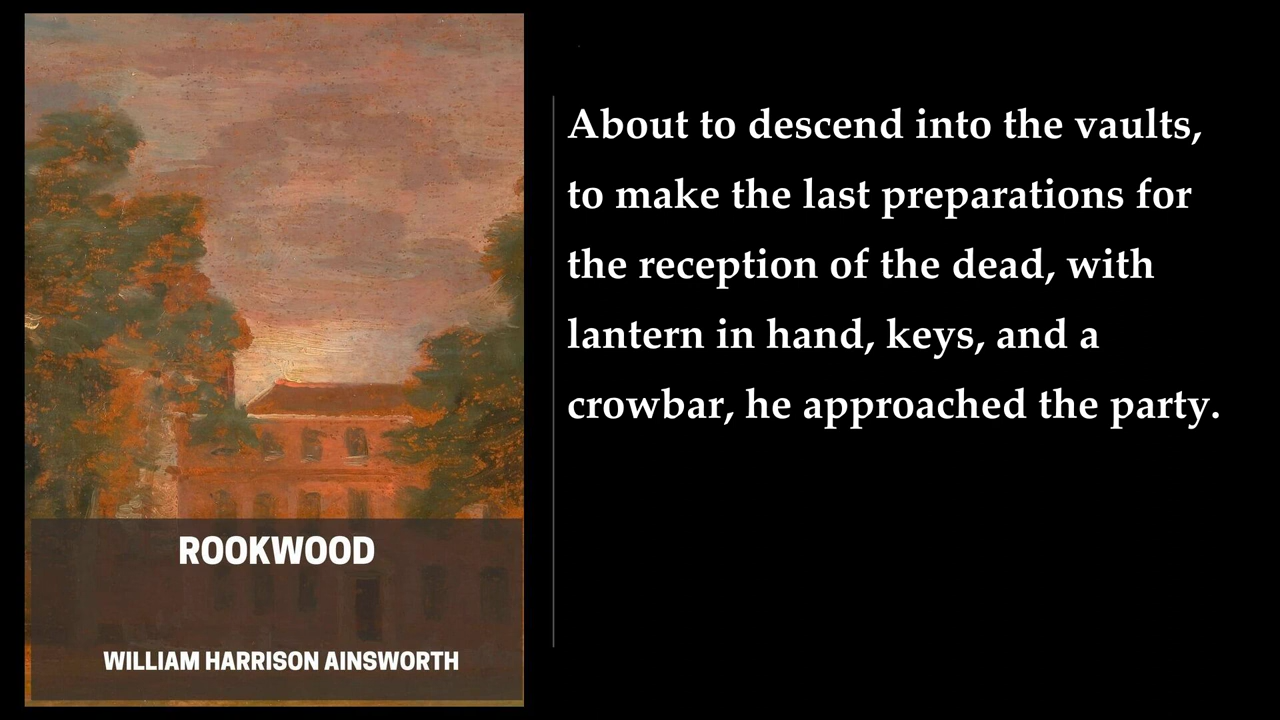 ROOKWOOD
WILLIAM HARRISON AINSWORTH
About to descend into the vaults,
to make the last preparations for
the reception of the dead, with
lantern in hand, keys, and a
crowbar, he approached the party.